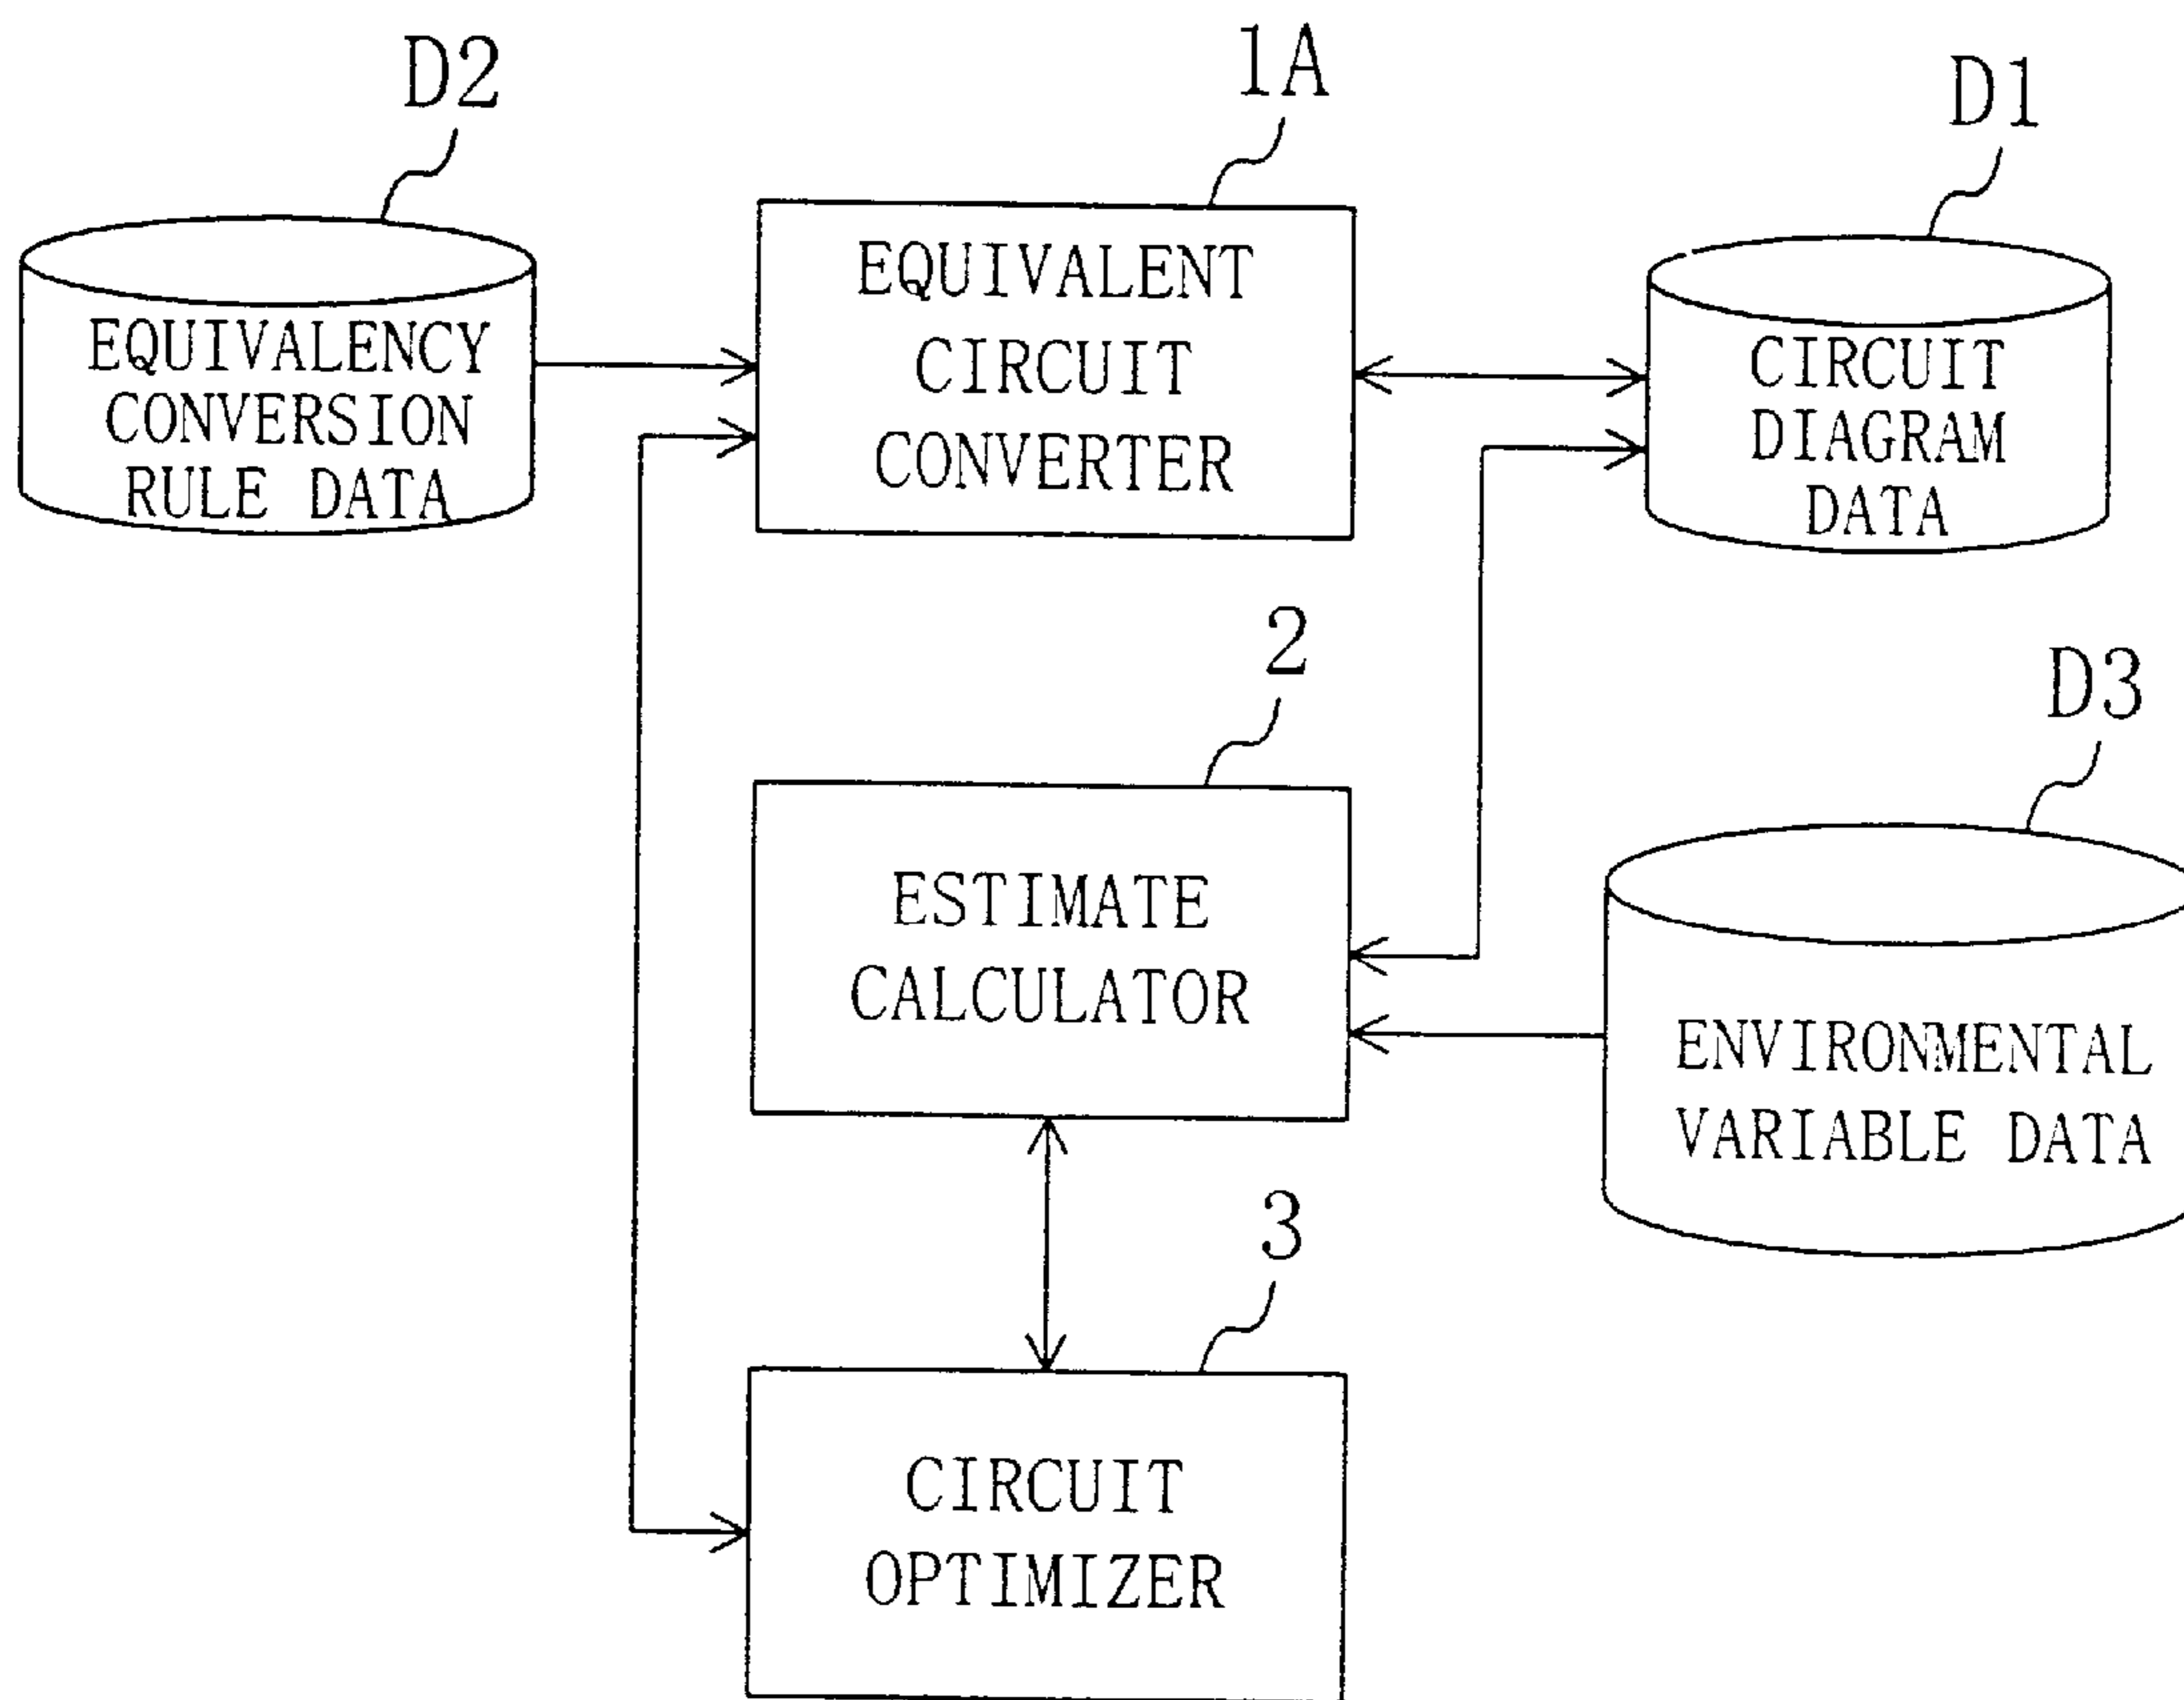 D2
1A
D1
EQUIVALENCY
CONVERSION
RULE DATA
EQUIVALENT
CIRCUIT
CONVERTER
CIRCUIT
DIAGRAM
DATA
2
D3
ESTIMATE
CALCULATOR
ENVIRONMENTAL
VARIABLE DATA
3
CIRCUIT
OPTIMIZER